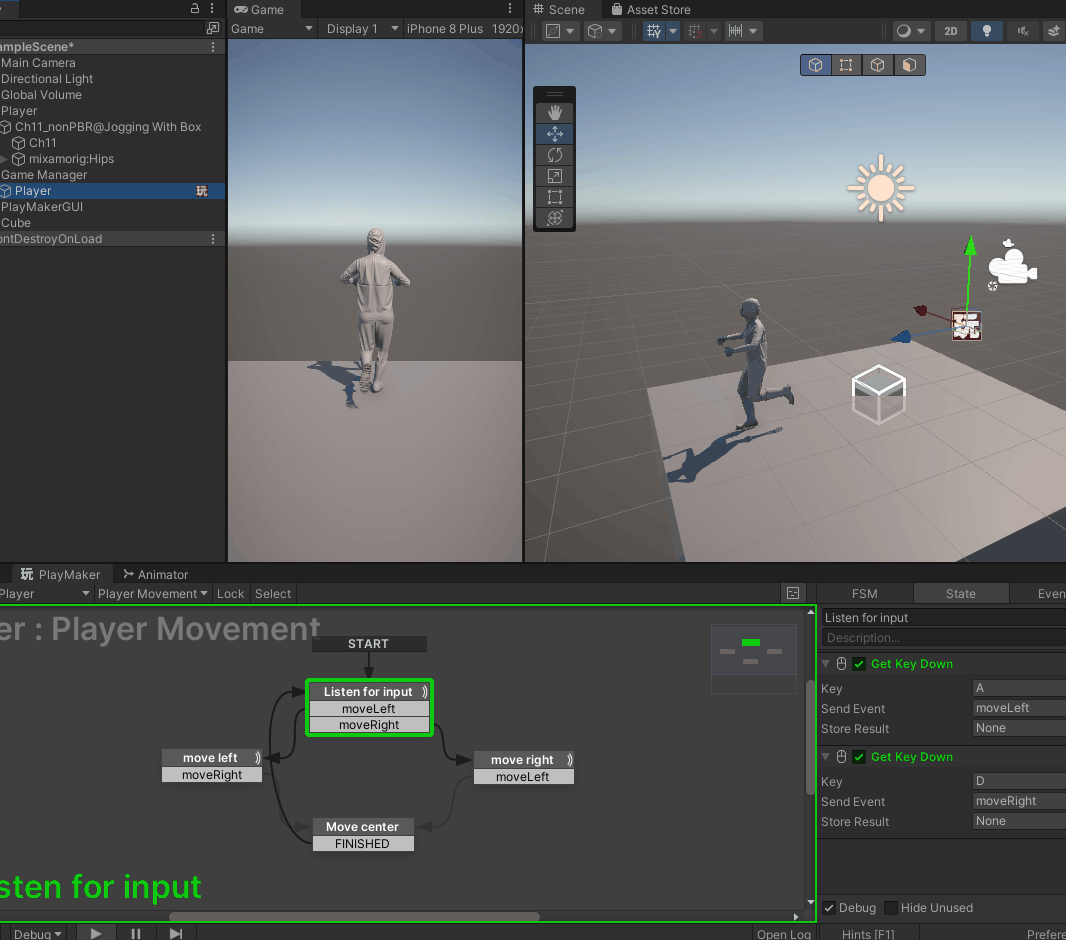 Game
Scene
Asset Store
Game
Display 1
iPhone 8 Plus
1920x
2D
ampleScene*
Main Camera
Directional Light
Global Volume
Player
Ch11_nonPBR@Jogging With Box
Ch11
mixamorig:Hips
Game Manager
Player
PlayMakerGUI
Cube
ontDestroyOnLoad
PlayMaker
Animator
Player
Player Movement
Lock
Select
FSM
State
Even
er : Player Movement
START
Listen for input
moveLeft
moveRight
move left
moveRight
move right
moveLeft
Move center
FINISHED
sten for input
Listen for input
Description...
Get Key Down
Key A
Send Event moveLeft
Store Result None
Get Key Down
Key D
Send Event moveRight
Store Result None
Debug
Hide Unused
Debug
Open Log
Hints [F1]
Prefere